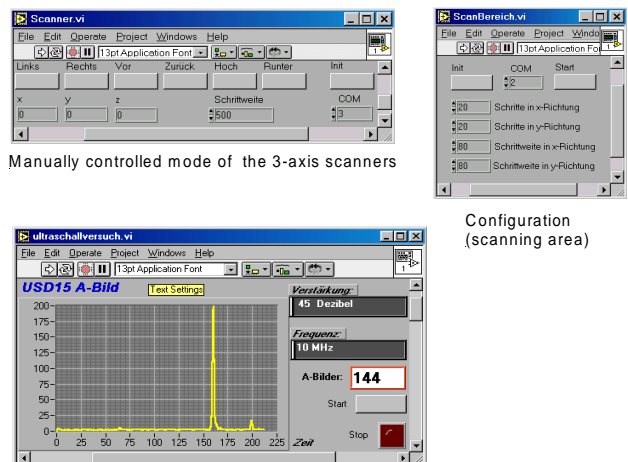 Scanner.vi
File Edit Operate Project Windows Help
13pt Application Font
1
Links Rechts Vor Zurück Hoch Runter Init
x y z Schrittweite COM
0 0 0 500 3
Manually controlled mode of the 3-axis scanners
ScanBereich.vi
File Edit Operate Project Windo
13pt Application Fo
1
Init COM Start
2
20 Schritte in x-Richtung
20 Schritte in y-Richtung
80 Schrittweite in x-Richtung
80 Schrittweite in y-Richtung
Configuration
(scanning area)
ultraschallversuch.vi
File Edit Operate Project Windows Help
13pt Application Font
1
USD15 A-Bild
Text Settings
200
175
150
125
100
75
50
25
0
0 25 50 75 100 125 150 175 200 225
Zeit
Verstärkung:
45 Dezibel
Frequenz:
10 MHz
A-Bilder: 144
Start
Stop